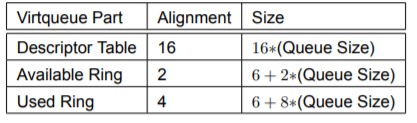 Virtqueue Part Alignment Size
Descriptor Table 16 16∗(Queue Size)
Available Ring 2 6 + 2∗(Queue Size)
Used Ring 4 6 + 8∗(Queue Size)